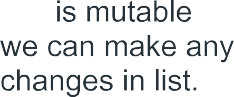 is mutable
we can make any
changes in list.